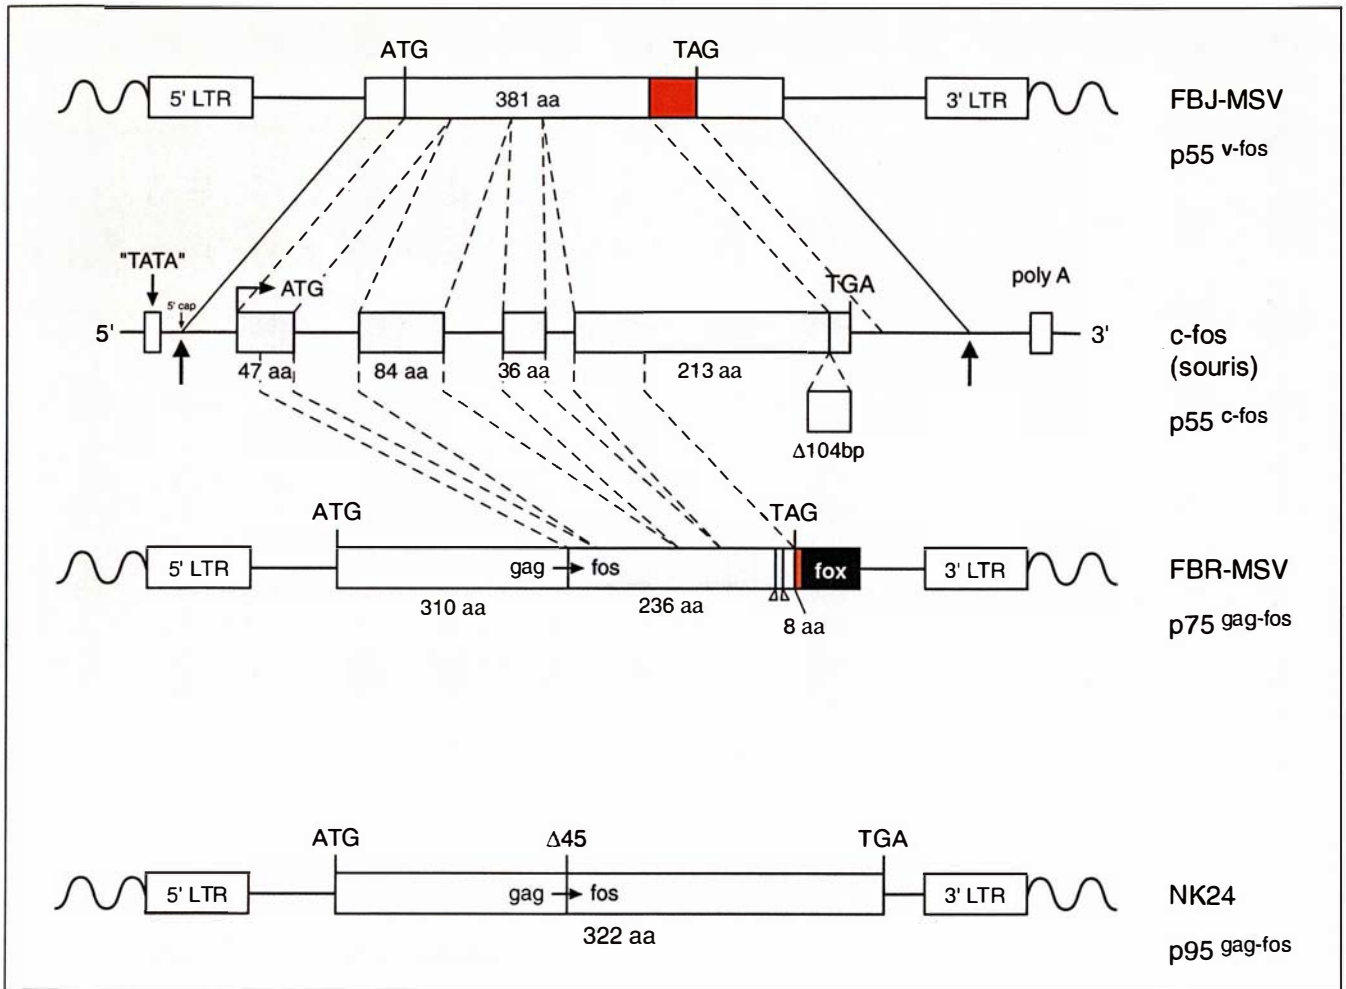 ATG TAG
5' LTR 381 aa 3' LTR FBJ-MSV
p55 v-fos
"TATA" 5' cap ATG TGA poly A
5' 3' c-fos
(souris)
47 aa 84 aa 36 aa 213 aa
p55 c-fos
Δ104bp
ATG TAG
5' LTR gag fos fox 3' LTR FBR-MSV
310 aa 236 aa Δ Δ
8 aa
p75 gag-fos
ATG Δ45 TGA
5' LTR gag fos 3' LTR NK24
322 aa
p95 gag-fos